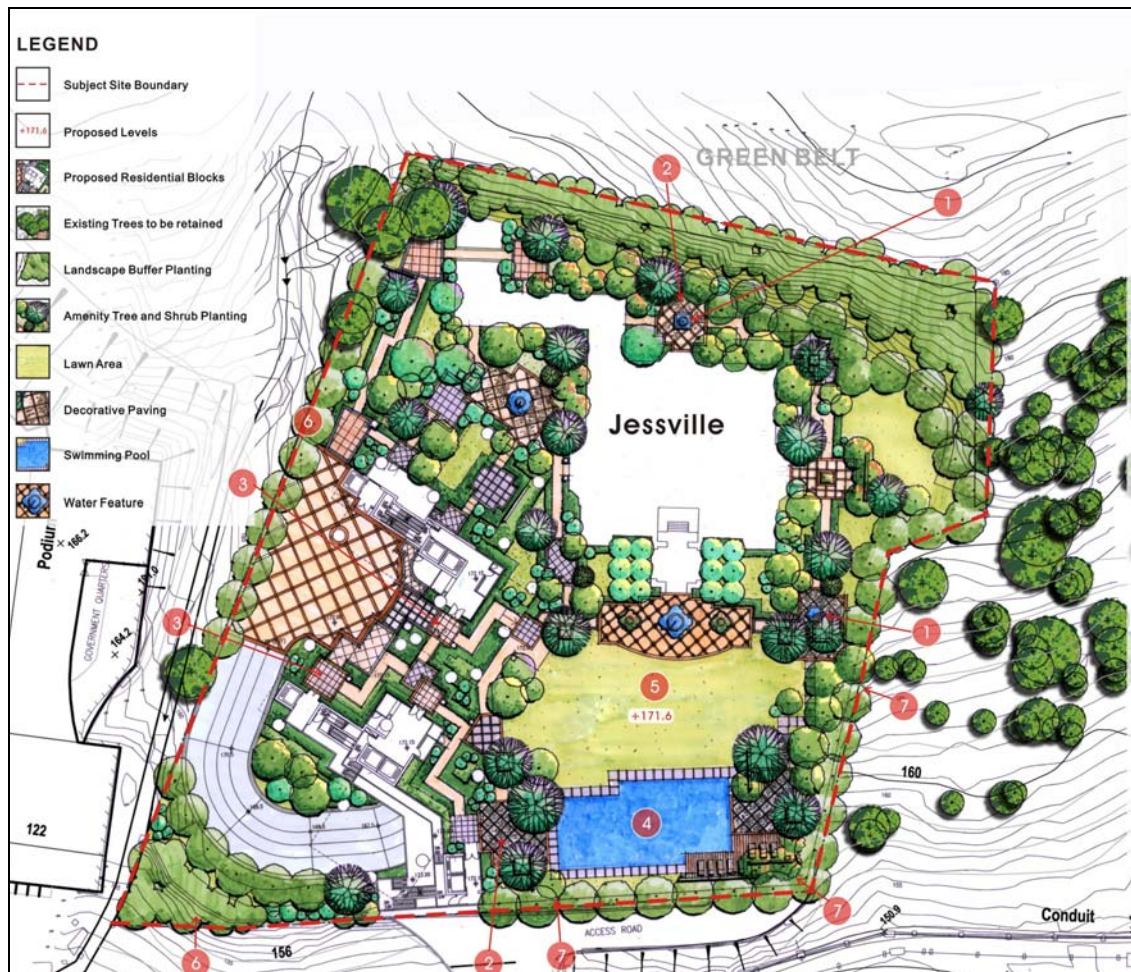 LEGEND
Subject Site Boundary
+171.6 Proposed Levels
Proposed Residential Blocks
Existing Trees to be retained
Landscape Buffer Planting
Amenity Tree and Shrub Planting
Lawn Area
Decorative Paving
Swimming Pool
Water Feature
GREEN BELT
2
1
Jessville
6
3
Podium
166.2
GOVERNMENT QUARTERS
164.2
3
1
5
+171.6
7
160
4
122
7
150.9
Conduit
ACCESS ROAD
156
6
2
7